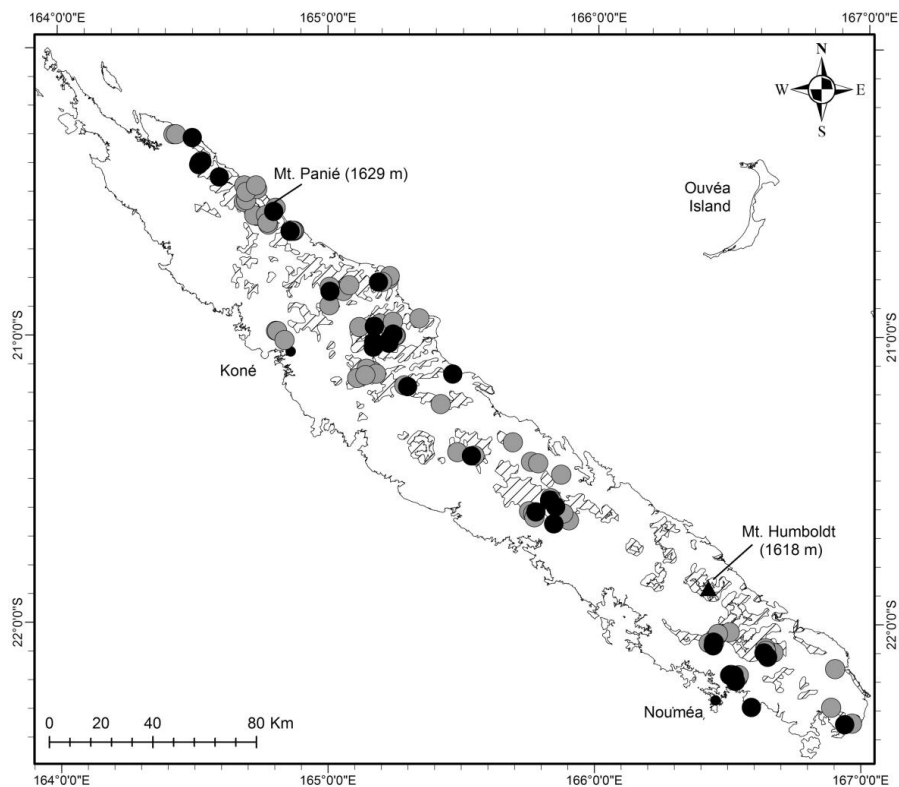 164°0'0"E
165°0'0"E
166°0'0"E
167°0'0"E
N
W E
S
Mt. Panié (1629 m)
Ouvéa
Island
21°0'0"S
21°0'0"S
Koné
Mt. Humboldt
(1618 m)
22°0'0"S
22°0'0"S
Nouméa
0 20 40 80 Km
164°0'0"E
165°0'0"E
166°0'0"E
167°0'0"E